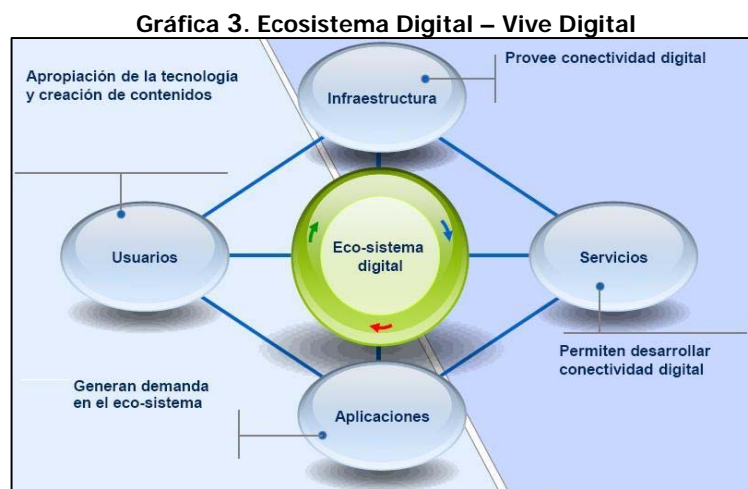 Gráfica 3. Ecosistema Digital – Vive Digital
Apropiación de la tecnología
y creación de contenidos
Infraestructura
Provee conectividad digital
Usuarios
Eco-sistema
digital
Servicios
Permiten desarrollar
conectividad digital
Generan demanda
en el eco-sistema
Aplicaciones